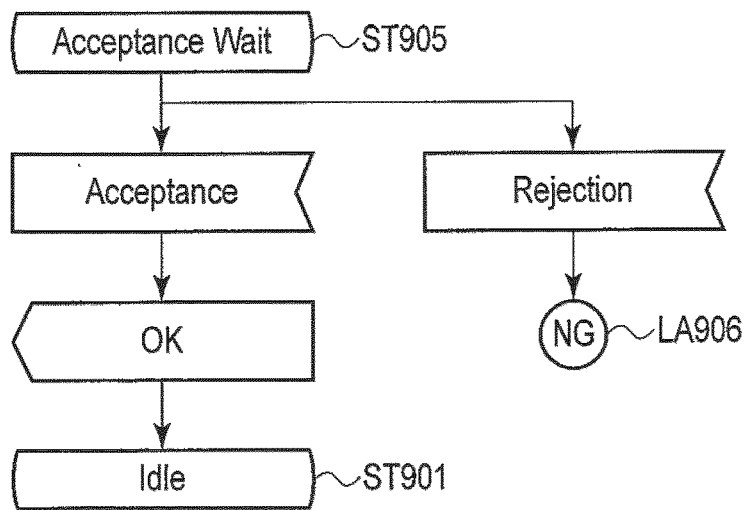 Acceptance Wait
ST905
Acceptance
Rejection
OK
NG
LA906
Idle
ST901